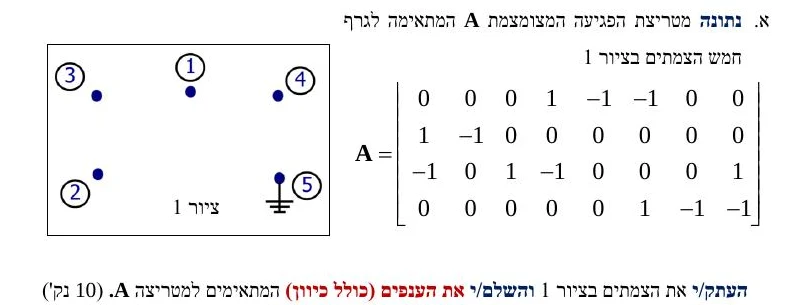 א. נתונה מטריצת הפגיעה המצומצמת A המתאימה לגרף
חמש הצמתים בציור 1
A =
0 0 0 1 −1 −1 0 0
1 −1 0 0 0 0 0 0
−1 0 1 −1 0 0 0 1
0 0 0 0 0 1 −1 −1
3 1 4
2 5
ציור 1
העתק/י את הצמתים בציור 1 והשלם/י את הענפים (כולל כיוון) המתאימים למטריצה A. (10 נק')